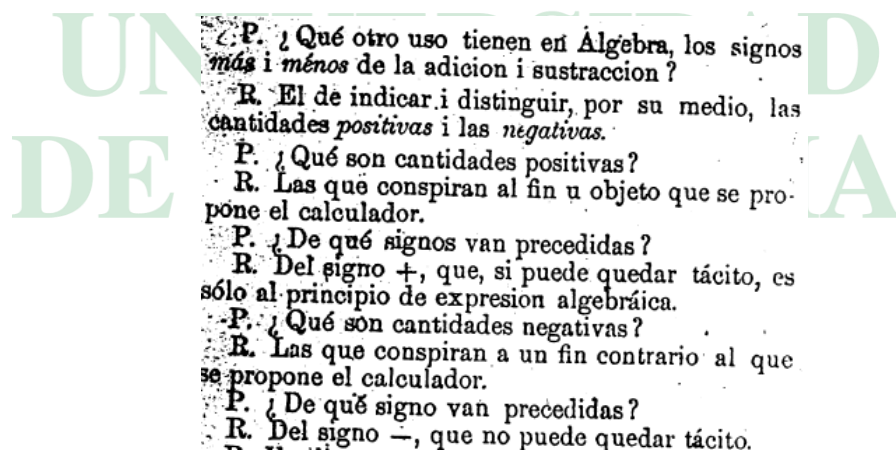 UN
D
DE
A
P. ¿Qué otro uso tienen en Álgebra, los signos
más i ménos de la adicion i sustraccion?
R. El de indicar i distinguir, por su medio, las
cantidades positivas i las negativas.
P. ¿Qué son cantidades positivas?
R. Las que conspiran al fin u objeto que se pro-
pone el calculador.
P. ¿De qué signos van precedidas?
R. Del signo +, que, si puede quedar tácito, es
sólo al principio de expresion algebráica.
P. ¿Qué son cantidades negativas?
R. Las que conspiran a un fin contrario al que
se propone el calculador.
P. ¿De qué signo van precedidas?
R. Del signo —, que no puede quedar tácito.